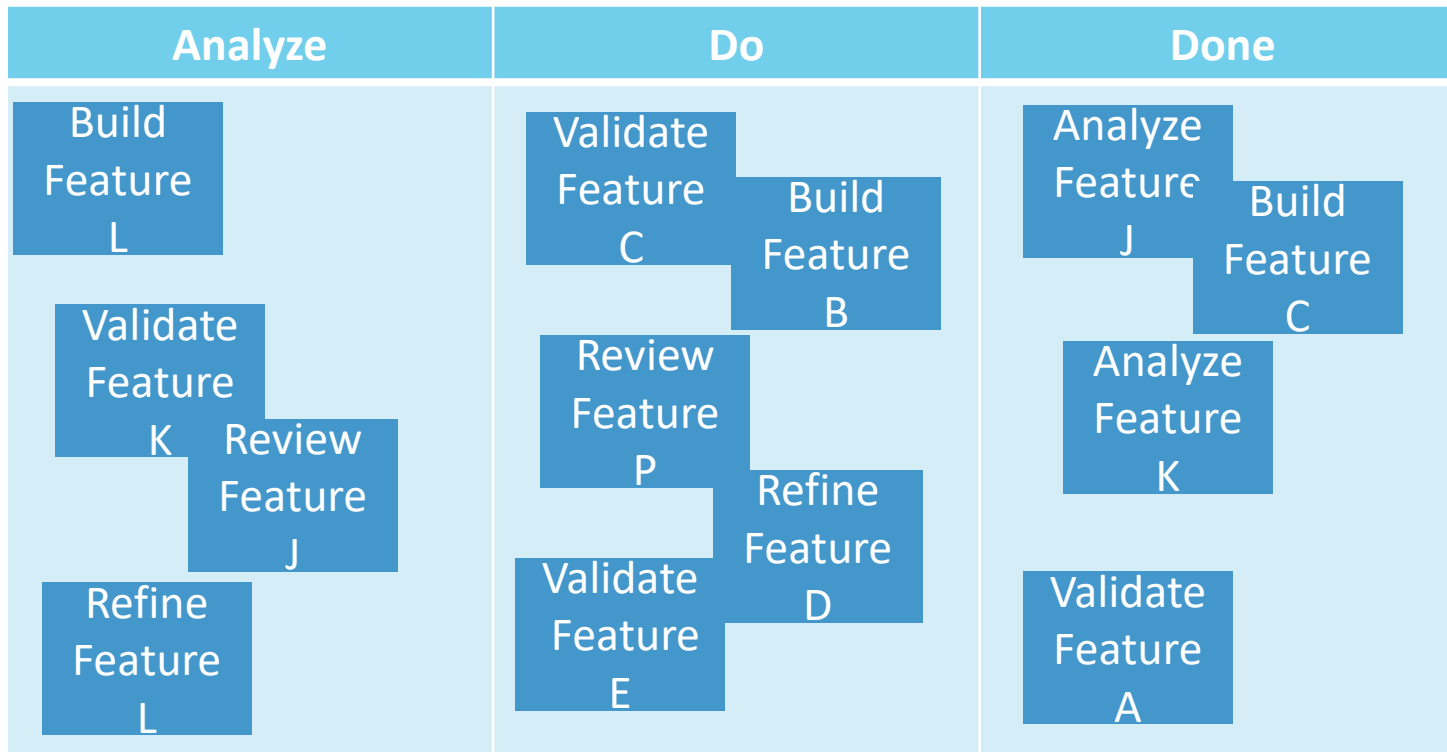 Analyze
Do
Done
Build
Feature
L
Validate
Feature
K
Review
Feature
J
Refine
Feature
L
Validate
Feature
C
Build
Feature
B
Review
Feature
P
Refine
Feature
D
Validate
Feature
E
Analyze
Feature
J
Build
Feature
C
Analyze
Feature
K
Validate
Feature
A